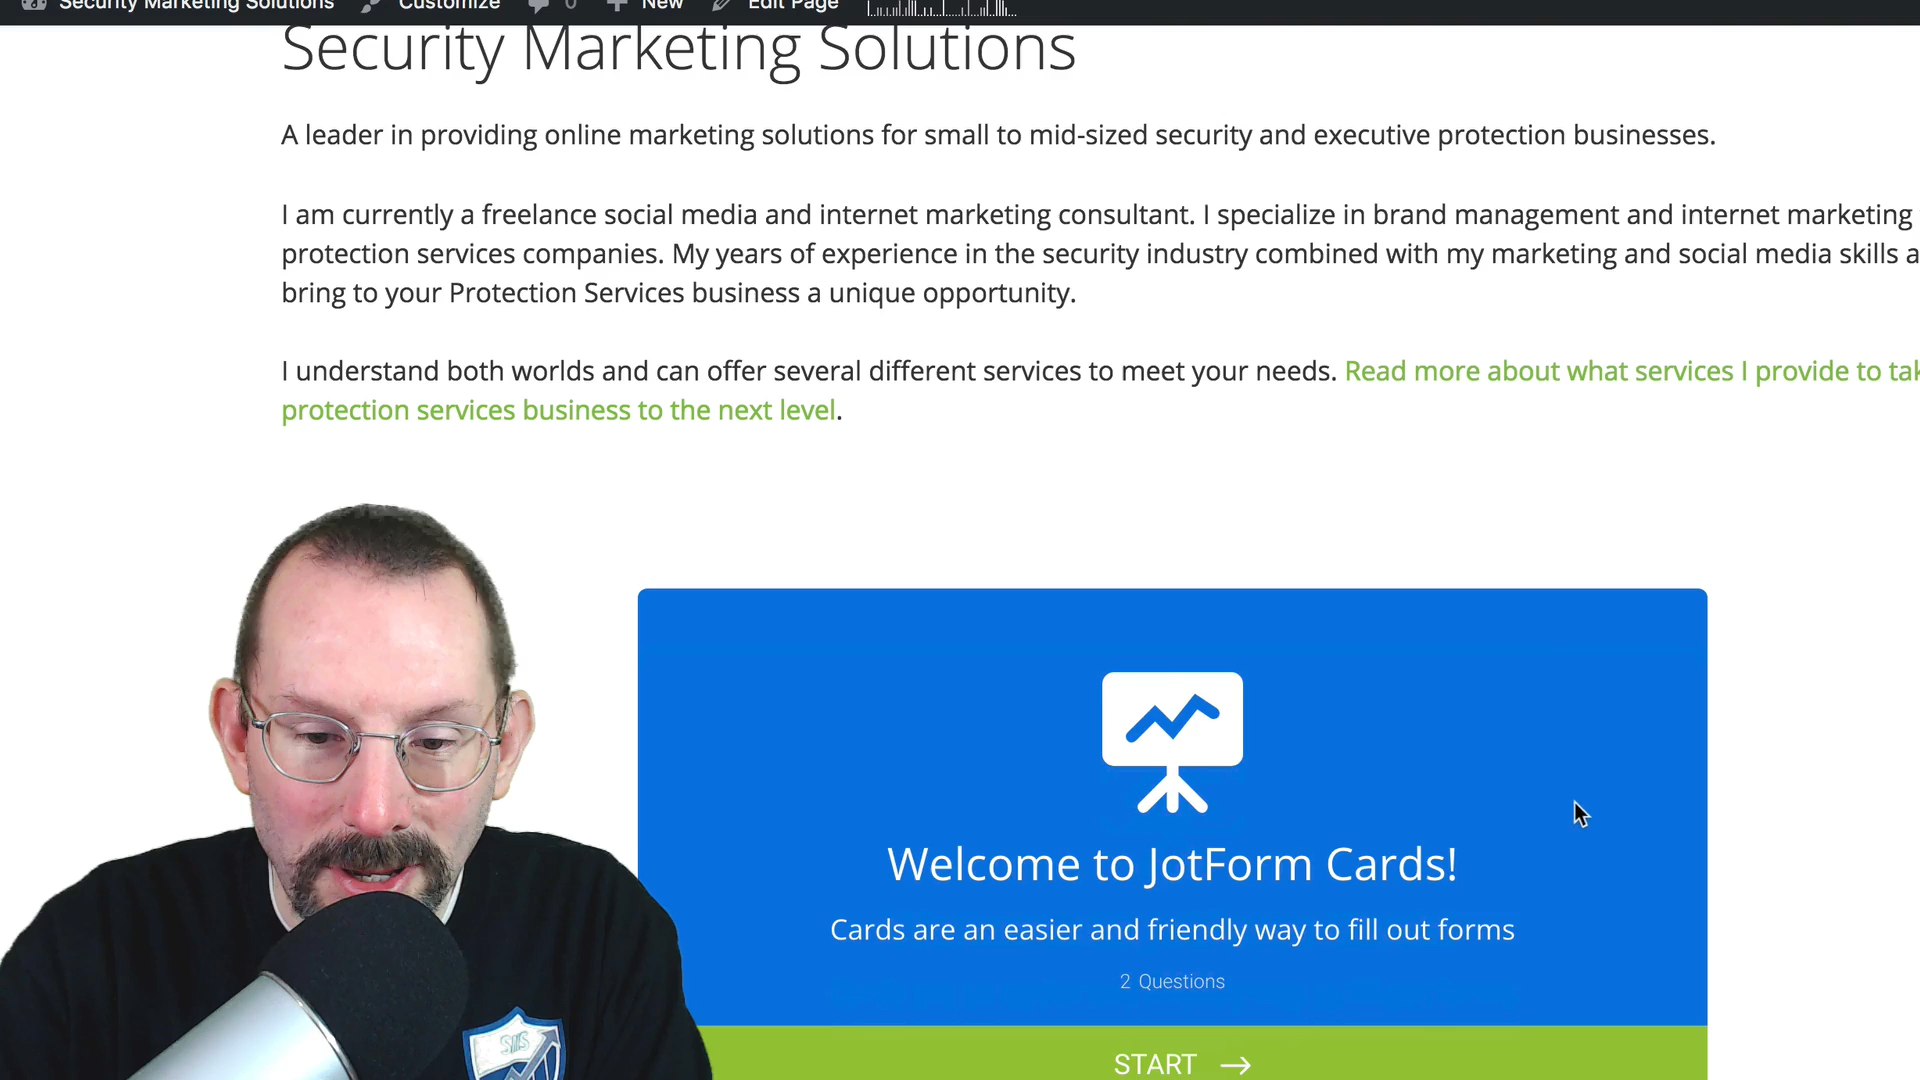 Security Marketing Solutions Customize 0 New Edit Page
Security Marketing Solutions
A leader in providing online marketing solutions for small to mid-sized security and executive protection businesses.
I am currently a freelance social media and internet marketing consultant. I specialize in brand management and internet marketing
protection services companies. My years of experience in the security industry combined with my marketing and social media skills a
bring to your Protection Services business a unique opportunity.
I understand both worlds and can offer several different services to meet your needs. Read more about what services I provide to tak
protection services business to the next level.
Welcome to JotForm Cards!
Cards are an easier and friendly way to fill out forms
2 Questions
START →
SMS